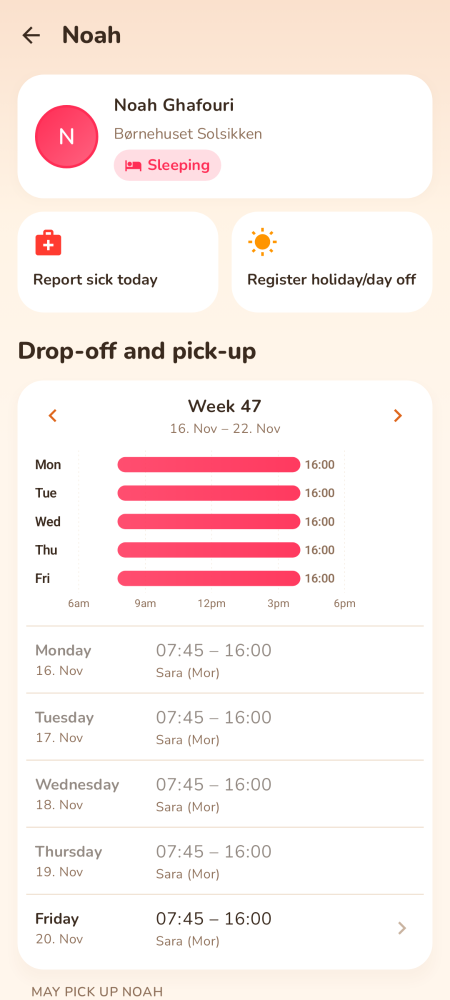 Noah
N
Noah Ghafouri
Børnehuset Solsikken
Sleeping
Report sick today
Register holiday/day off
Drop-off and pick-up
Week 47
16. Nov – 22. Nov
Mon 16:00
Tue 16:00
Wed 16:00
Thu 16:00
Fri 16:00
6am 9am 12pm 3pm 6pm
Monday 07:45 – 16:00
16. Nov Sara (Mor)
Tuesday 07:45 – 16:00
17. Nov Sara (Mor)
Wednesday 07:45 – 16:00
18. Nov Sara (Mor)
Thursday 07:45 – 16:00
19. Nov Sara (Mor)
Friday 07:45 – 16:00
20. Nov Sara (Mor)
MAY PICK UP NOAH